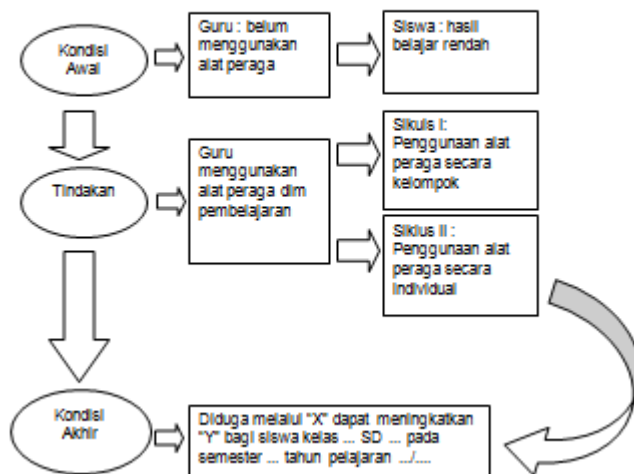 Kondisi
Awal
Guru : belum
menggunakan
alat peraga
Siswa : hasil
belajar rendah
Tindakan
Guru
menggunakan
alat peraga dlm
pembelajaran
Sikuls I:
Penggunaan alat
peraga secara
kelompok
Siklus II :
Penggunaan alat
peraga secara
individual
Kondisi
Akhir
Diduga melalui "X" dapat meningkatkan
"Y" bagi siswa kelas ... SD ... pada
semester ... tahun pelajaran .../....